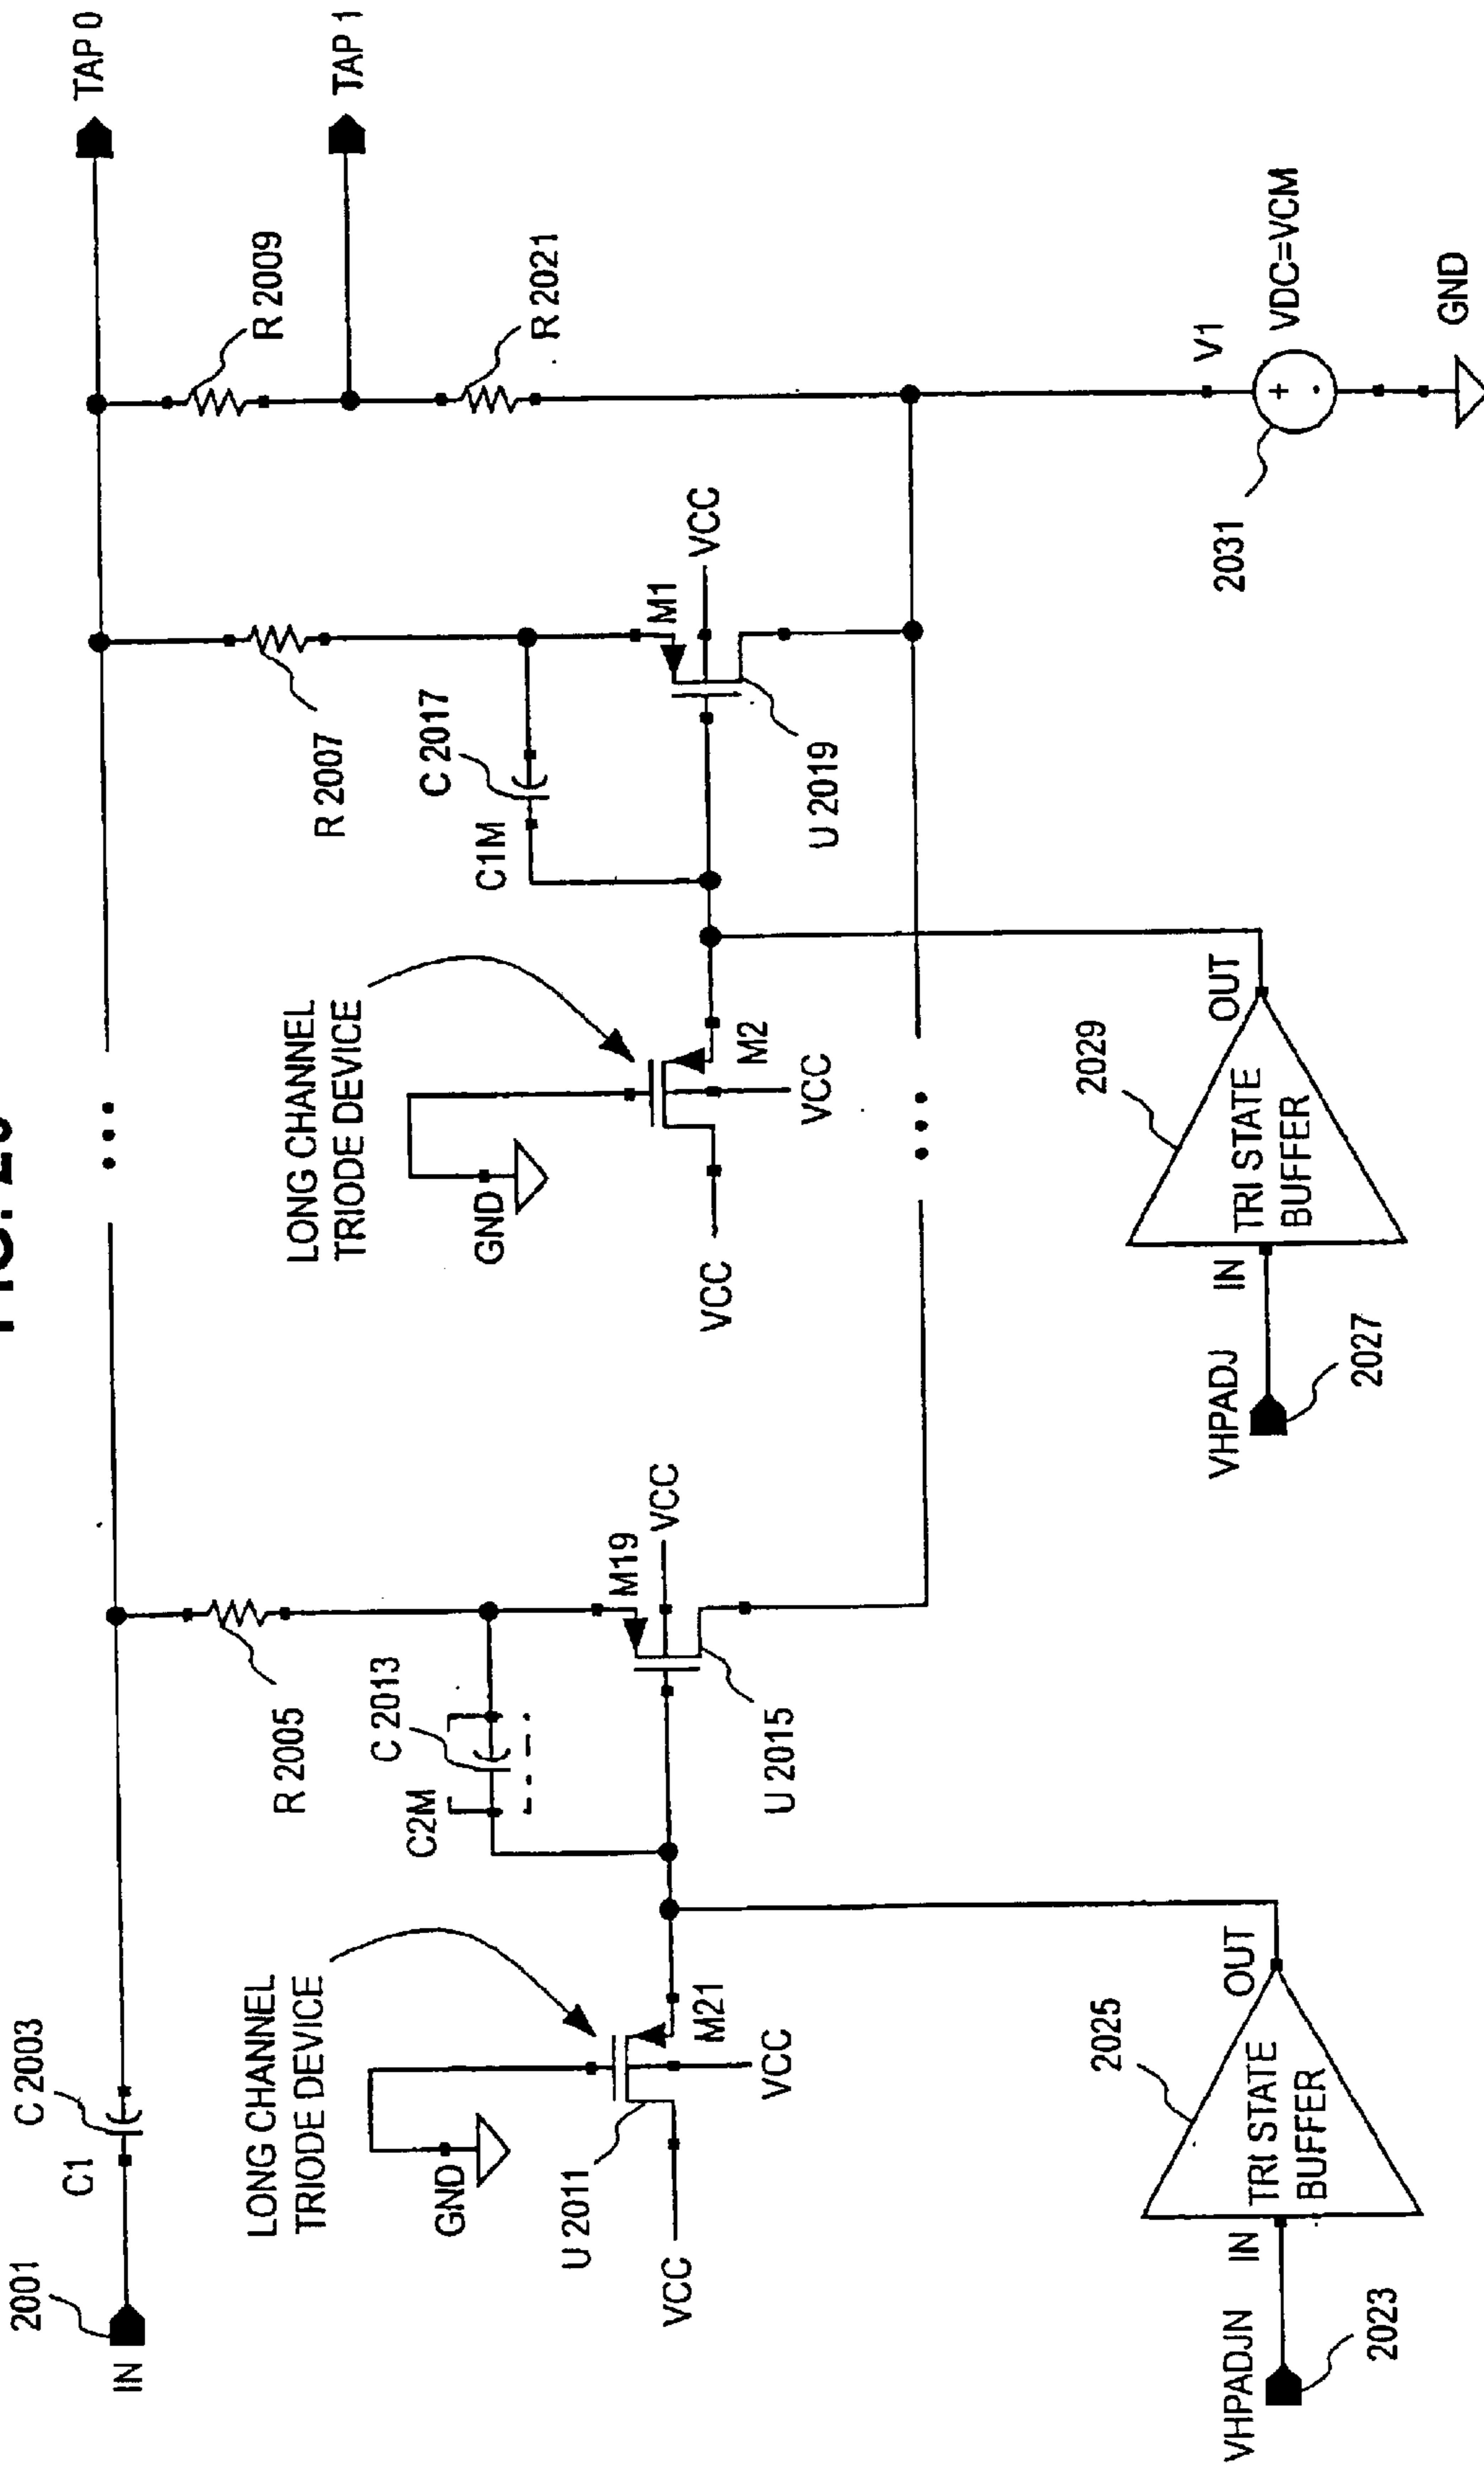 TAP 0
TAP 1
R 2009
R 2021
V1
VDC=VCM
GND
2031
VCC
M1
R 2007
C 2017
C1M
U 2019
LONG CHANNEL
TRIODE DEVICE
M2
VCC
GND
VCC
2029
OUT
TRI STATE
BUFFER
IN
VHPADJ
2027
VCC
M19
R 2005
C 2013
C2M
U 2015
LONG CHANNEL
TRIODE DEVICE
M21
VCC
GND
U 2011
VCC
2025
OUT
TRI STATE
BUFFER
IN
VHPADJN
2023
C 2003
C1
2001
IN